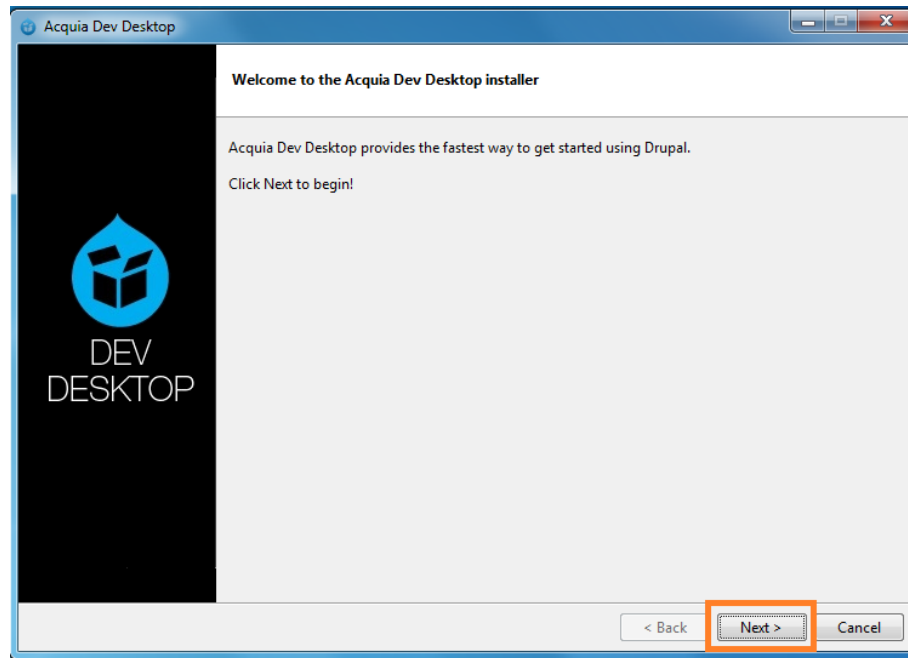 Acquia Dev Desktop
Welcome to the Acquia Dev Desktop installer
Acquia Dev Desktop provides the fastest way to get started using Drupal.
Click Next to begin!
DEV
DESKTOP
< Back
Next >
Cancel